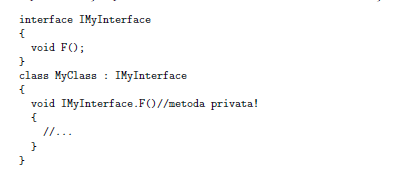 interface IMyInterface
{
void F();
}
class MyClass : IMyInterface
{
void IMyInterface.F()//metoda privata!
{
//...
}
}